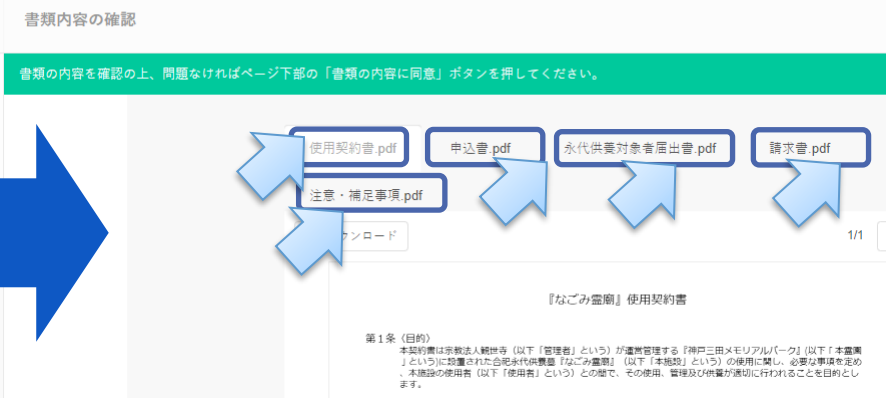 書類内容の確認
書類の内容を確認の上、問題なければページ下部の「書類の内容に同意」ボタンを押してください。
使用契約書.pdf
申込書.pdf
永代供養対象者届出書.pdf
請求書.pdf
注意・補足事項.pdf
ンロード
1/1
『なごみ霊廟』使用契約書
第1条〈目的〉
本契約書は宗教法人観世寺（以下「管理者」という）が運営管理する『神戸三田メモリアルパーク』(以下「本霊園
」という)に設置された合祀永代供養墓『なごみ霊廟』（以下「本施設」という）の使用に関し、必要な事項を定め
、本施設の使用者（以下「使用者」という）との間で、その使用、管理及び供養が適切に行われることを目的とし
ます。